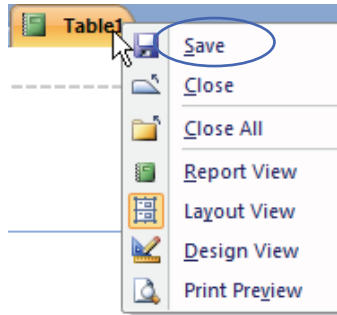 Table1
Save
Close
Close All
Report View
Layout View
Design View
Print Preview